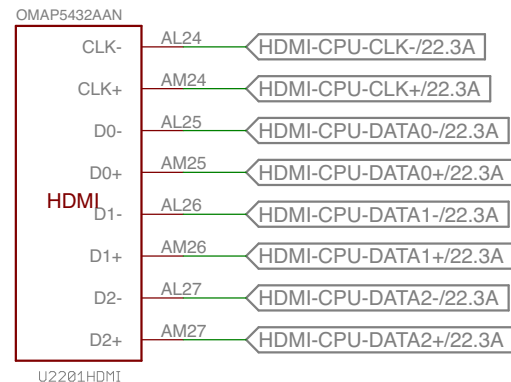 OMAP5432AAN
CLK- AL24 HDMI-CPU-CLK-/22.3A
CLK+ AM24 HDMI-CPU-CLK+/22.3A
D0- AL25 HDMI-CPU-DATA0-/22.3A
D0+ AM25 HDMI-CPU-DATA0+/22.3A
HDMI
D1- AL26 HDMI-CPU-DATA1-/22.3A
D1+ AM26 HDMI-CPU-DATA1+/22.3A
D2- AL27 HDMI-CPU-DATA2-/22.3A
D2+ AM27 HDMI-CPU-DATA2+/22.3A
U2201HDMI